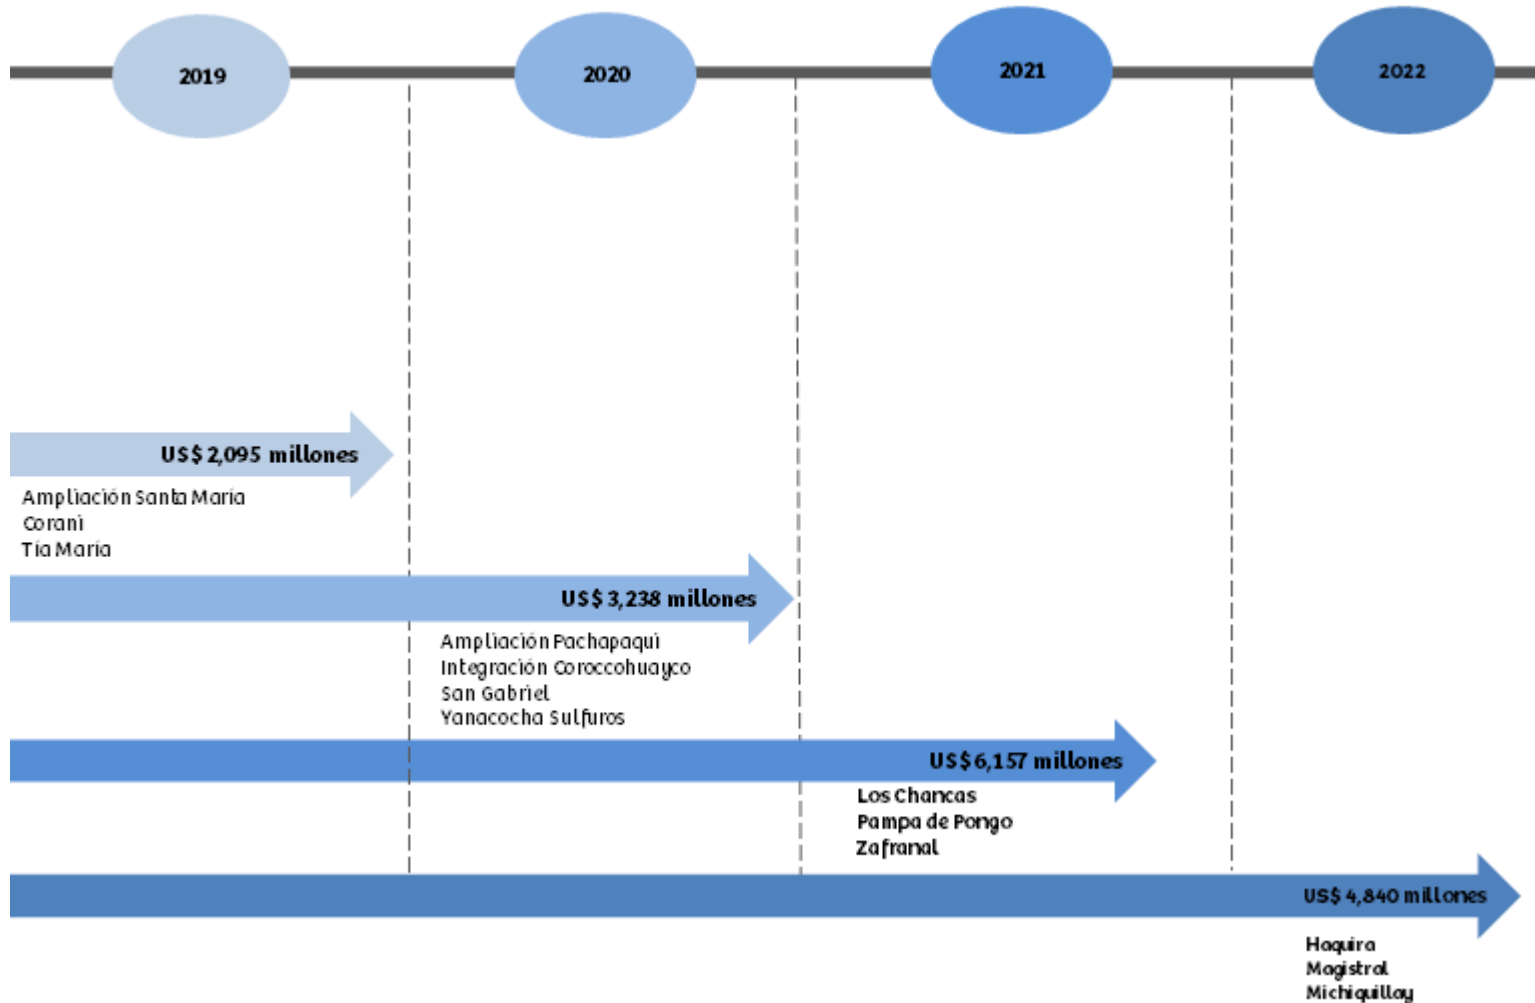 2019
2020
2021
2022
US$ 2,095 millones
Ampliación Santa María
Corani
Tía María
US$ 3,238 millones
Ampliación Pachapaqui
Integración Coroccohuayco
San Gabriel
Yanacocha Sulfuros
US$ 6,157 millones
Los Chancas
Pampa de Pongo
Zafranal
US$ 4,840 millones
Haquira
Magistral
Michiquillay